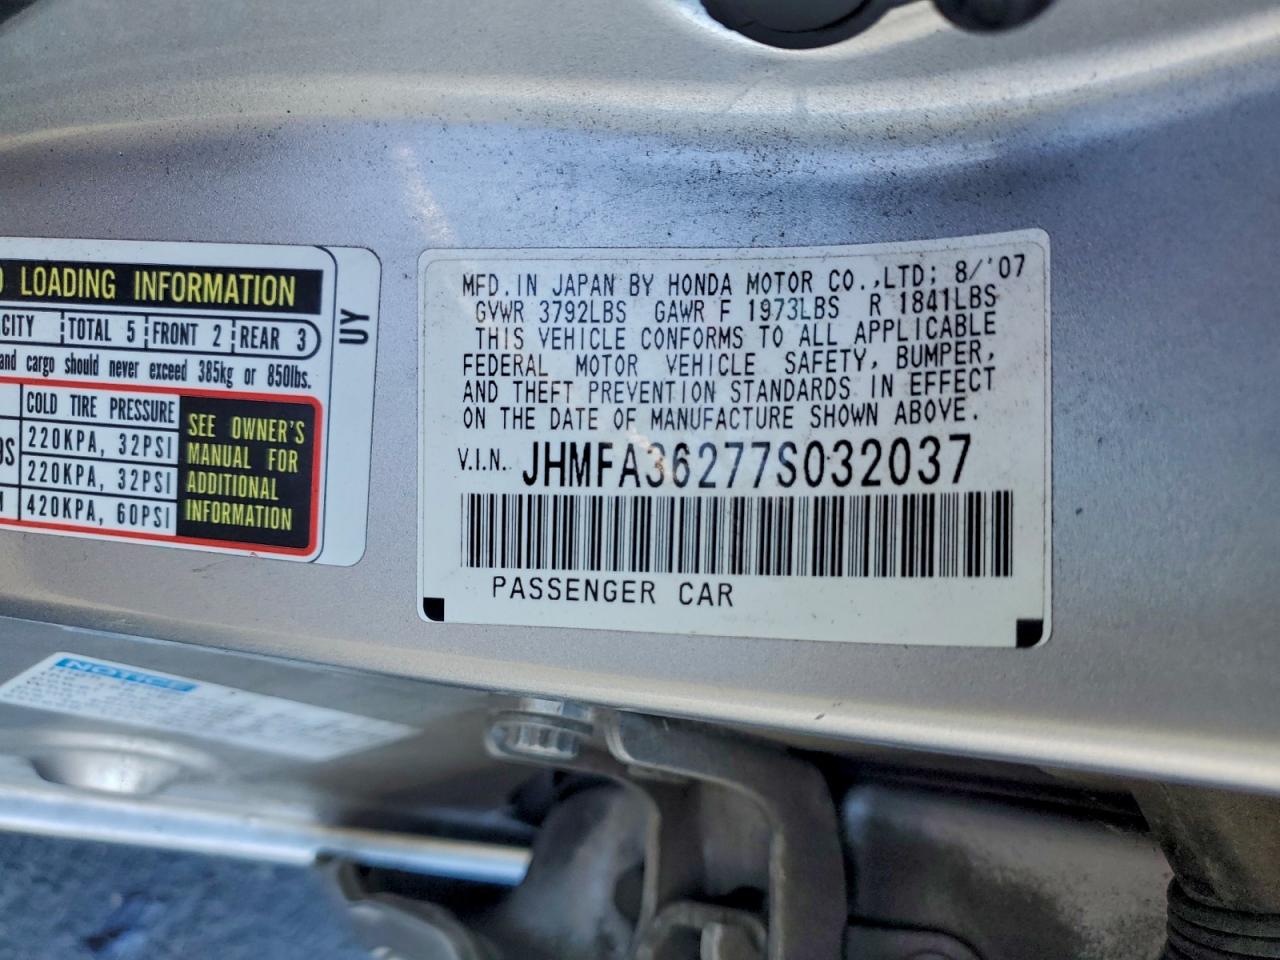 LOADING INFORMATION
CITY TOTAL 5 FRONT 2 REAR 3
and cargo should never exceed 385kg or 850lbs.
COLD TIRE PRESSURE
220KPA, 32PSI
220KPA, 32PSI
420KPA, 60PSI
SEE OWNER'S
MANUAL FOR
ADDITIONAL
INFORMATION
UY
MFD. IN JAPAN BY HONDA MOTOR CO.,LTD; 8/'07
GVWR 3792LBS GAWR F 1973LBS R 1841LBS
THIS VEHICLE CONFORMS TO ALL APPLICABLE
FEDERAL MOTOR VEHICLE SAFETY, BUMPER,
AND THEFT PREVENTION STANDARDS IN EFFECT
ON THE DATE OF MANUFACTURE SHOWN ABOVE.
V.I.N. JHMFA36277S032037
PASSENGER CAR
NOTICE